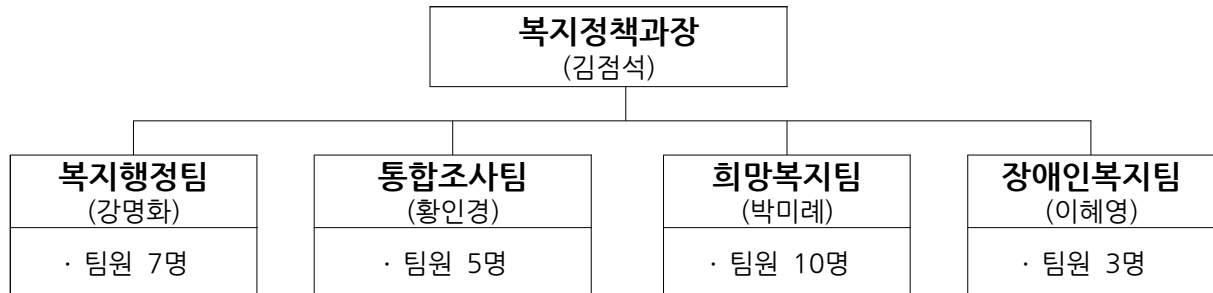 복지정책과장
(김점석)
복지행정팀
(강명화)
· 팀원 7명
통합조사팀
(황인경)
· 팀원 5명
희망복지팀
(박미례)
· 팀원 10명
장애인복지팀
(이혜영)
· 팀원 3명